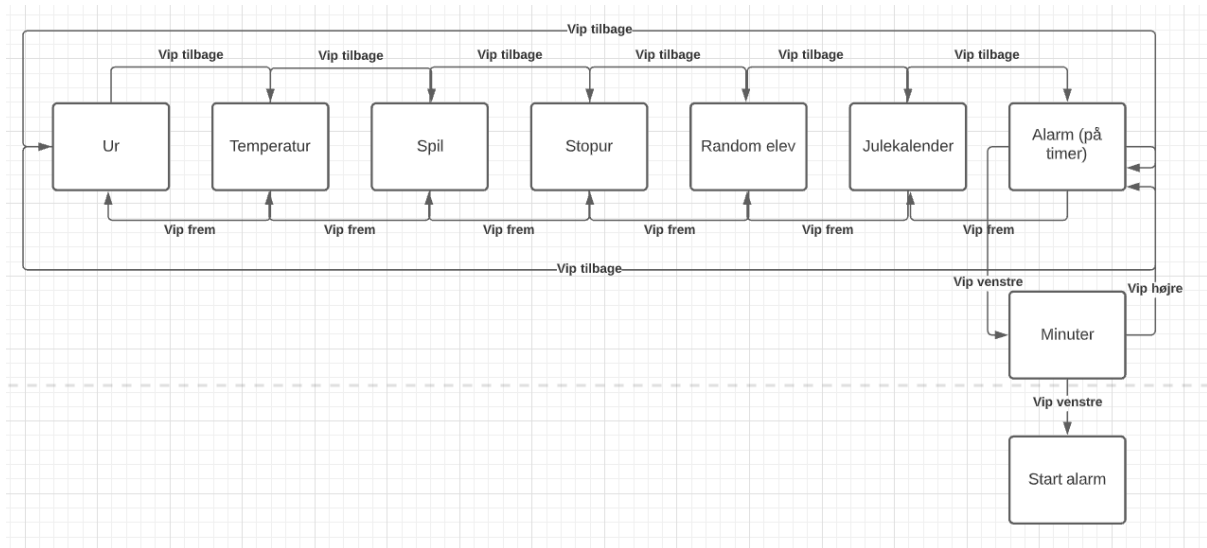 Vip tilbage
Vip tilbage
Vip tilbage
Vip tilbage
Vip tilbage
Vip tilbage
Vip tilbage
Ur
Temperatur
Spil
Stopur
Random elev
Julekalender
Alarm (på
timer)
Vip frem
Vip frem
Vip frem
Vip frem
Vip frem
Vip frem
Vip tilbage
Vip venstre
Vip højre
Minuter
Vip venstre
Start alarm